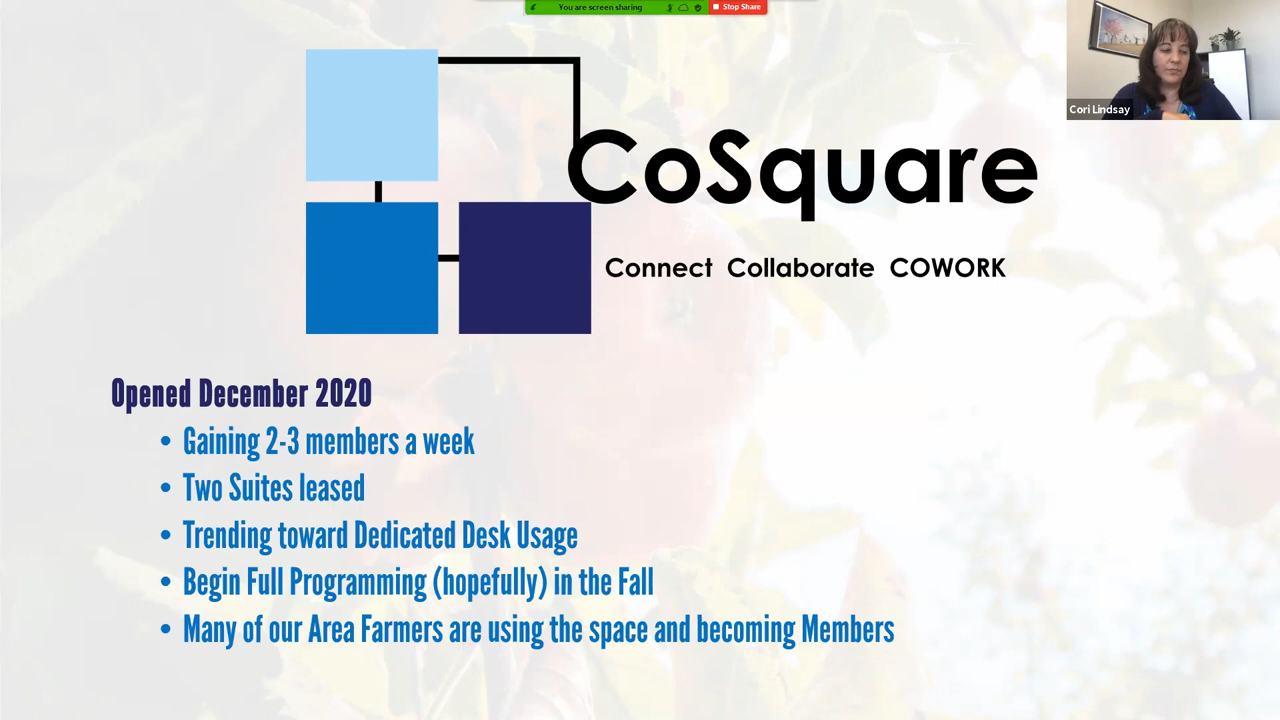 You are screen sharing
Stop Share
Cori Lindsay
CoSquare
Connect Collaborate COWORK
Opened December 2020
• Gaining 2-3 members a week
• Two Suites leased
• Trending toward Dedicated Desk Usage
• Begin Full Programming (hopefully) in the Fall
• Many of our Area Farmers are using the space and becoming Members